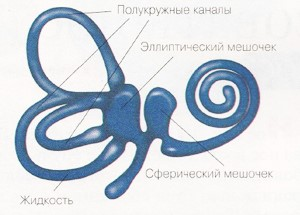 Полукружные каналы
Эллиптический мешочек
Сферический мешочек
Жидкость